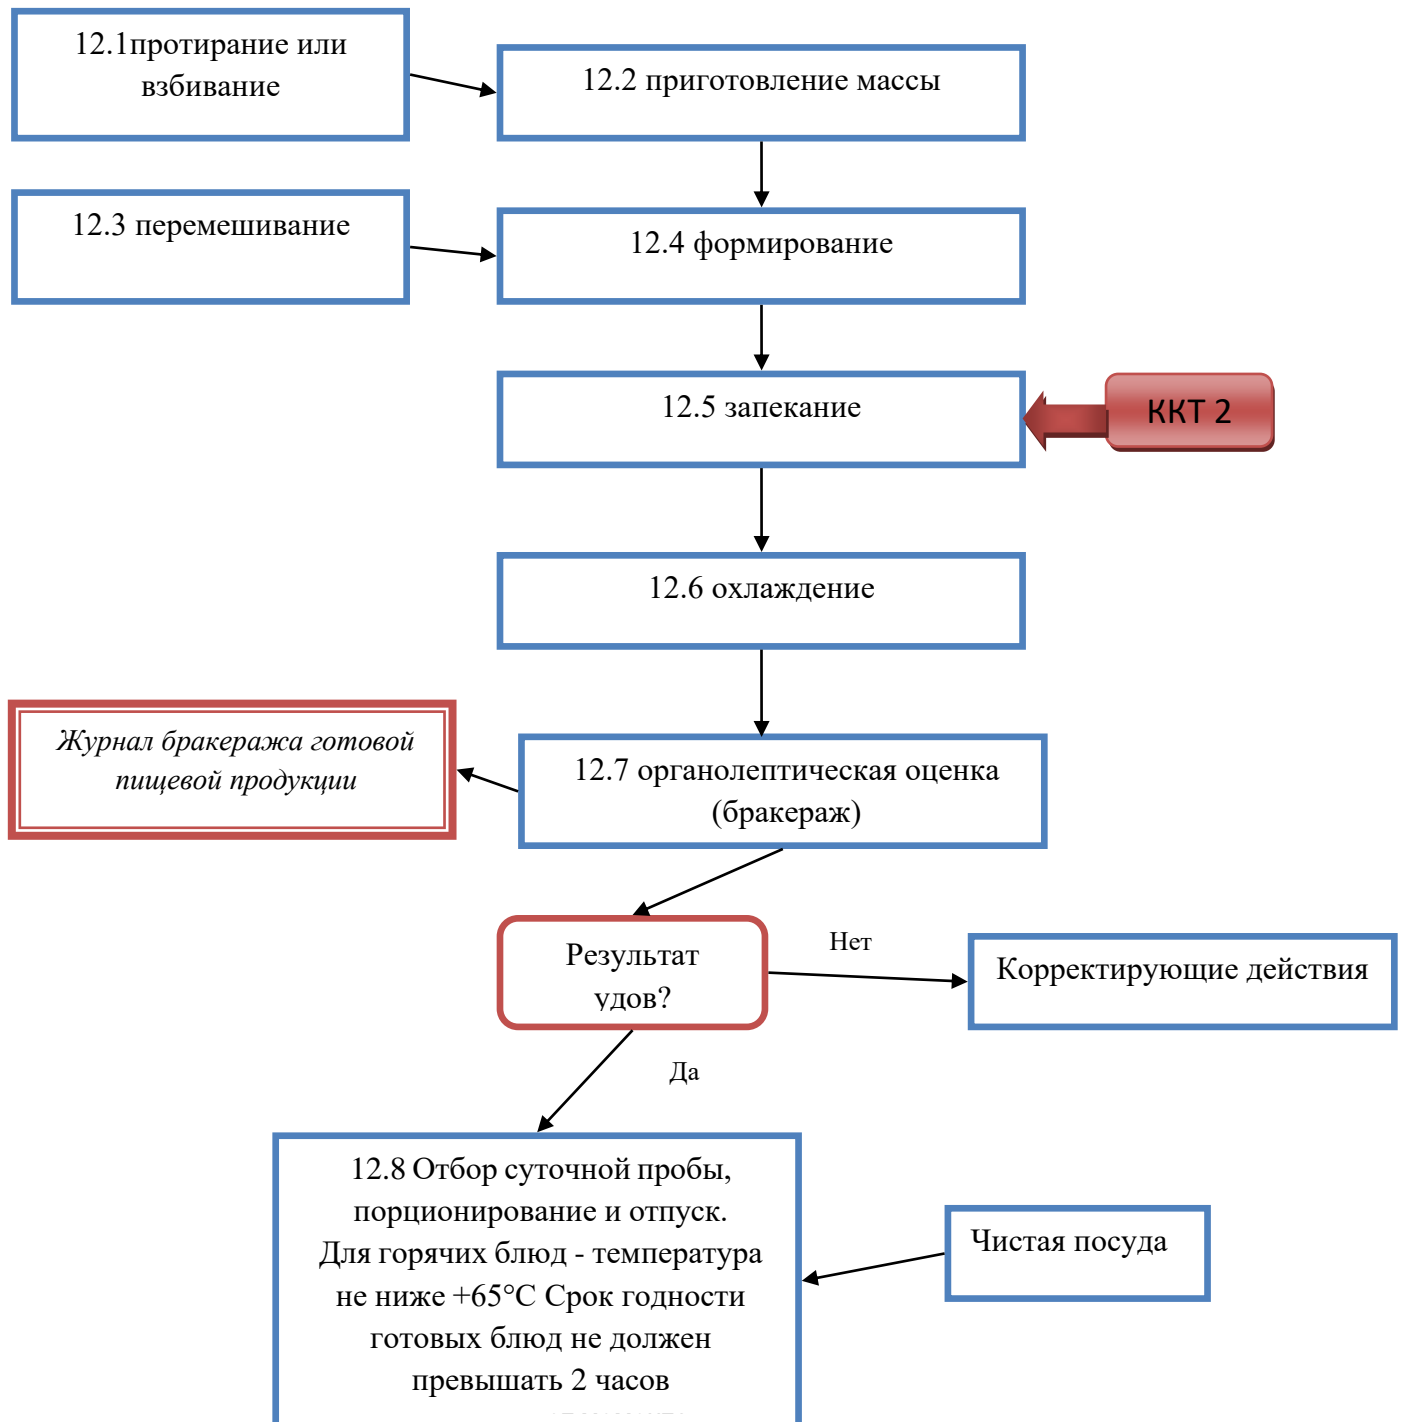 12.1протирание или
взбивание
12.2 приготовление массы
12.3 перемешивание
12.4 формирование
12.5 запекание
ККТ 2
12.6 охлаждение
Журнал бракеража готовой
пищевой продукции
12.7 органолептическая оценка
(бракераж)
Результат
удов?
Нет
Корректирующие действия
Да
12.8 Отбор суточной пробы,
порционирование и отпуск.
Для горячих блюд - температура
не ниже +65°С Срок годности
готовых блюд не должен
превышать 2 часов
Чистая посуда